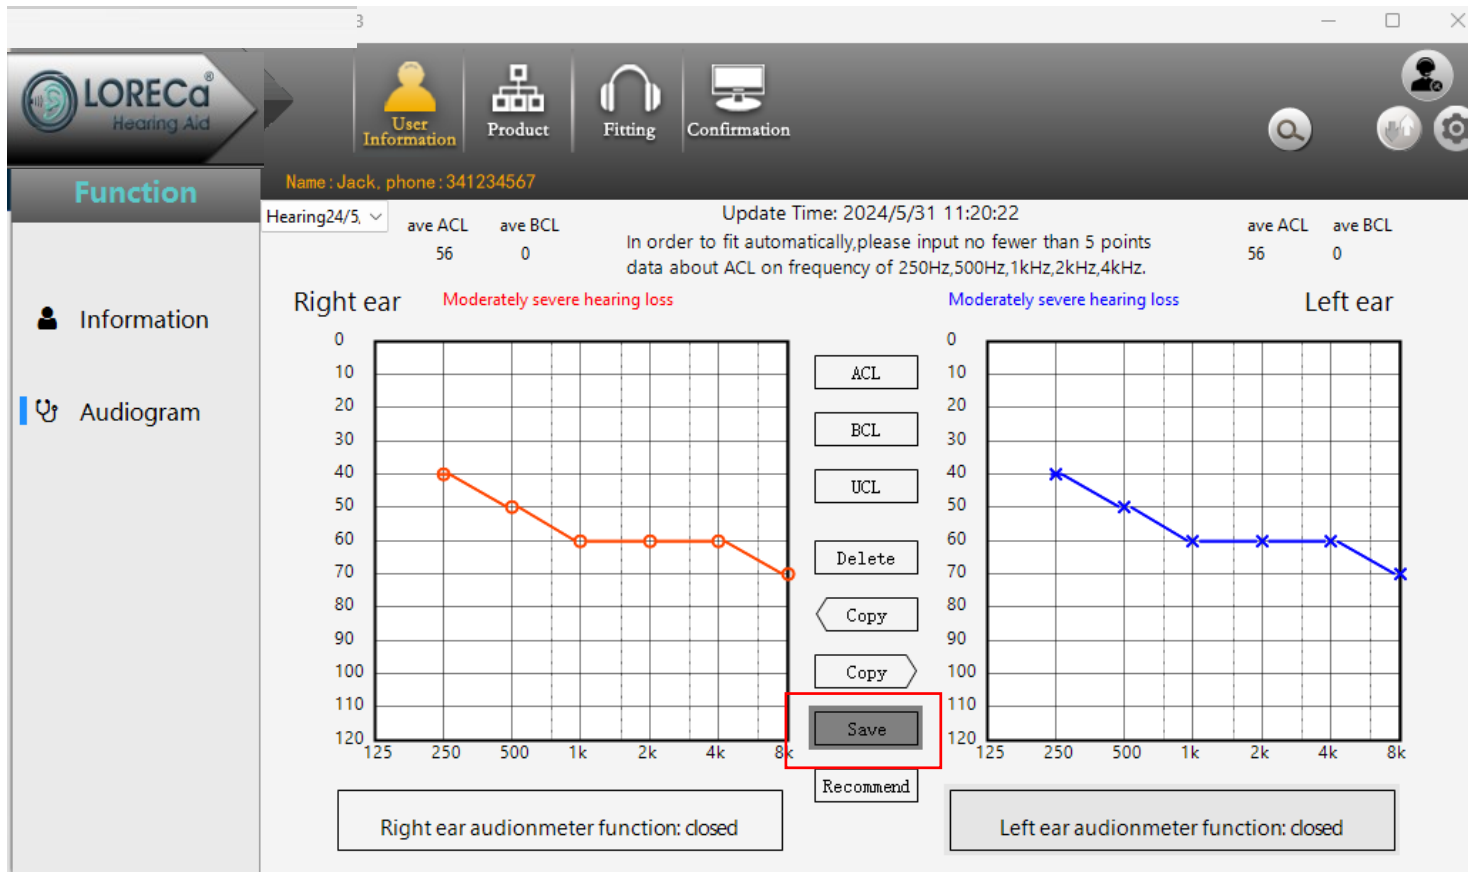 3
LORECa®
Hearing Aid
User
Information
Product
Fitting
Confirmation
Function
Name:Jack, phone:341234567
Hearing24/5,
ave ACL
ave BCL
56
0
Update Time: 2024/5/31 11:20:22
In order to fit automatically,please input no fewer than 5 points
data about ACL on frequency of 250Hz,500Hz,1kHz,2kHz,4kHz.
ave ACL
ave BCL
56
0
Information
Audiogram
Right ear
Moderately severe hearing loss
Moderately severe hearing loss
Left ear
0
10
20
30
40
50
60
70
80
90
100
110
120
125 250 500 1k 2k 4k 8k
ACL
BCL
UCL
Delete
Copy
Copy
Save
Recommend
0
10
20
30
40
50
60
70
80
90
100
110
120
125 250 500 1k 2k 4k 8k
Right ear audionmeter function: closed
Left ear audionmeter function: closed